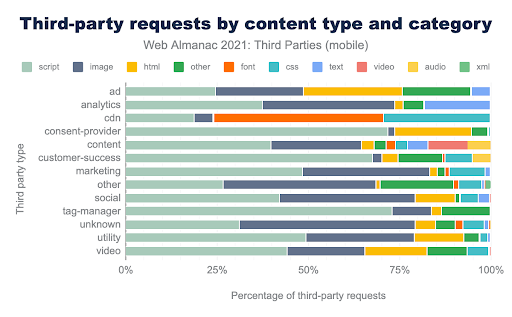 Third-party requests by content type and category
Web Almanac 2021: Third Parties (mobile)
script image html other font css text video audio xml
Third party type
ad
analytics
cdn
consent-provider
content
customer-success
marketing
other
social
tag-manager
unknown
utility
video
0% 25% 50% 75% 100%
Percentage of third-party requests